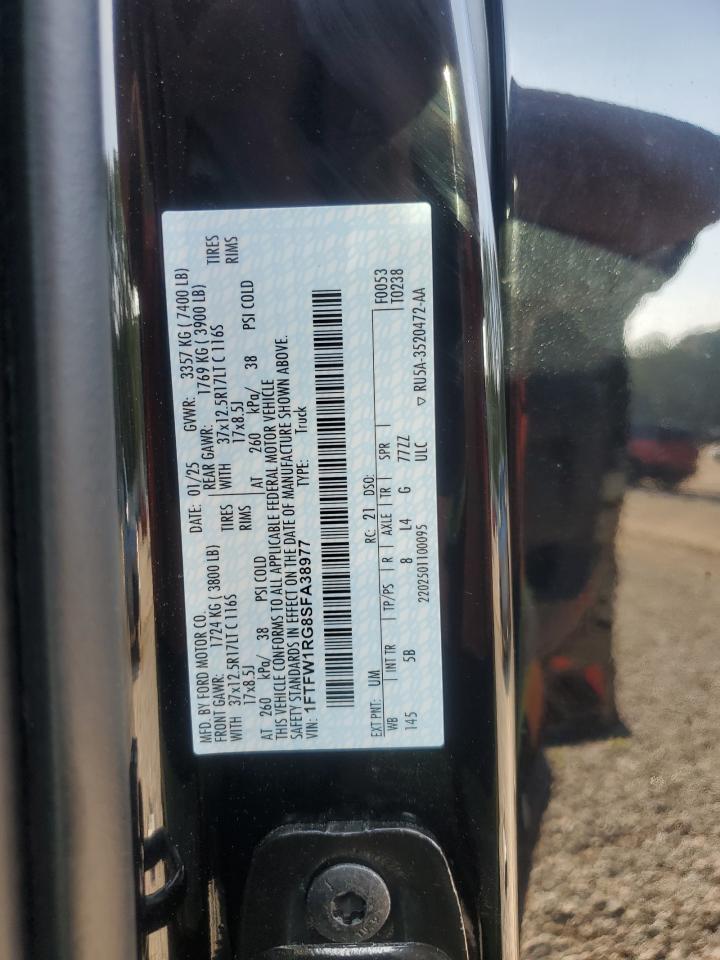 MFD. BY FORD MOTOR CO. DATE: 01/25 GVWR: 3357 KG ( 7400 LB)
FRONT GAWR: 1724 KG ( 3800 LB) REAR GAWR: 1769 KG ( 3900 LB)
WITH 37x12.5R17LT C 116S TIRES WITH 37x12.5R17LT C 116S TIRES
17x8.5J RIMS 17x8.5J RIMS
AT 260 kPa/ 38 PSI COLD AT 260 kPa/ 38 PSI COLD
THIS VEHICLE CONFORMS TO ALL APPLICABLE FEDERAL MOTOR VEHICLE
SAFETY STANDARDS IN EFFECT ON THE DATE OF MANUFACTURE SHOWN ABOVE.
VIN: 1FTFW1RG8SFA38977 TYPE: Truck
EXT PNT: UM RC: 21 DSO: F0053
WB INT TR TP/PS R AXLE TR SPR T0238
145 5B 8 L4 G 77ZZ
2202501100095 ULC ▽ RU5A-3520472-AA